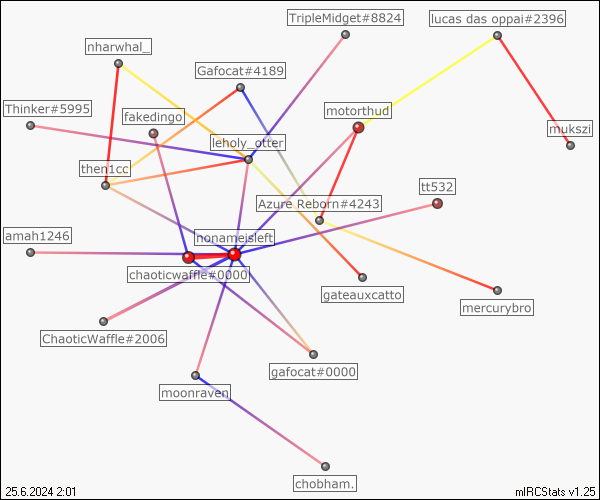 TripleMidget#8824
lucas das oppai#2396
nharwhal_
Gafocat#4189
Thinker#5995
fakedingo
motorthud
mukszi
leholy_otter
then1cc
tt532
Azure Reborn#4243
amah1246
nonameisleft
chaoticwaffle#0000
gateauxcatto
mercurybro
ChaoticWaffle#2006
gafocat#0000
moonraven
chobham.
25.6.2024 2:01
mIRCStats v1.25